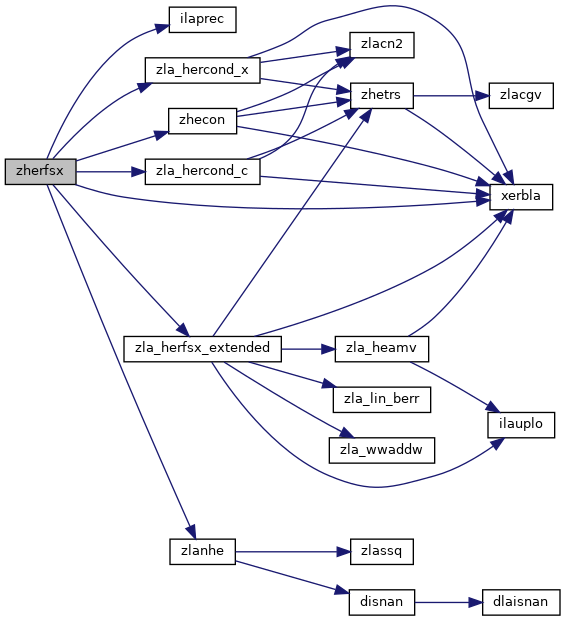 ilaprec
zlacn2
zla_hercond_x
zhetrs
zlacgv
zhecon
zherfsx
zla_hercond_c
xerbla
zla_herfsx_extended
zla_heamv
zla_lin_berr
ilauplo
zla_wwaddw
zlanhe
zlassq
disnan
dlaisnan